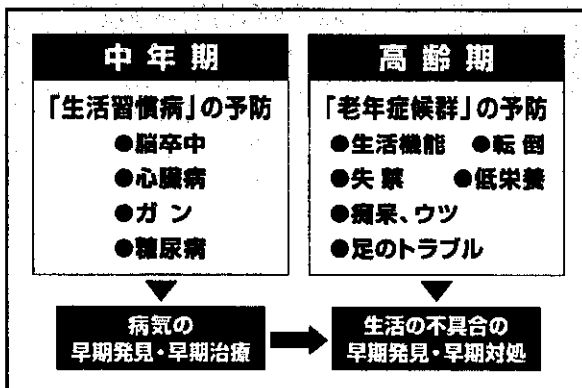 中年期
「生活習慣病」の予防
●脳卒中
●心臓病
●ガン
●糖尿病
病気の
早期発見・早期治療
高齢期
「老年症候群」の予防
●生活機能 ●転倒
●失禁 ●低栄養
●痴呆、ウツ
●足のトラブル
生活の不具合の
早期発見・早期対処